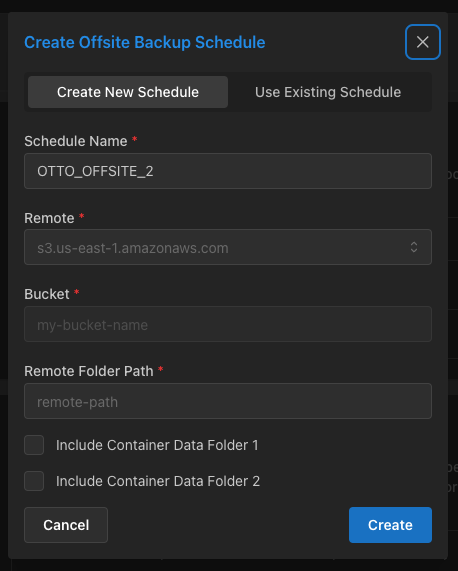 Create Offsite Backup Schedule
Create New Schedule
Use Existing Schedule
Schedule Name *
OTTO_OFFSITE_2
Remote *
s3.us-east-1.amazonaws.com
Bucket *
my-bucket-name
Remote Folder Path *
remote-path
Include Container Data Folder 1
Include Container Data Folder 2
Cancel
Create